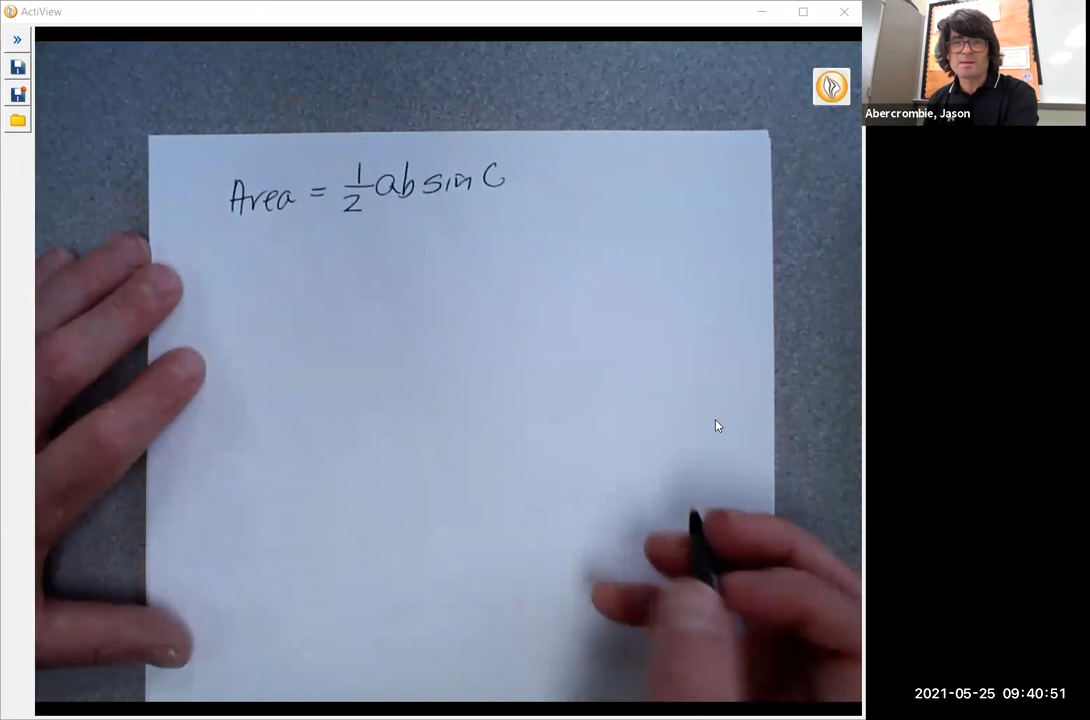 ActiView
Abercrombie, Jason
Area = 1/2 ab sin C
2021-05-25 09:40:51